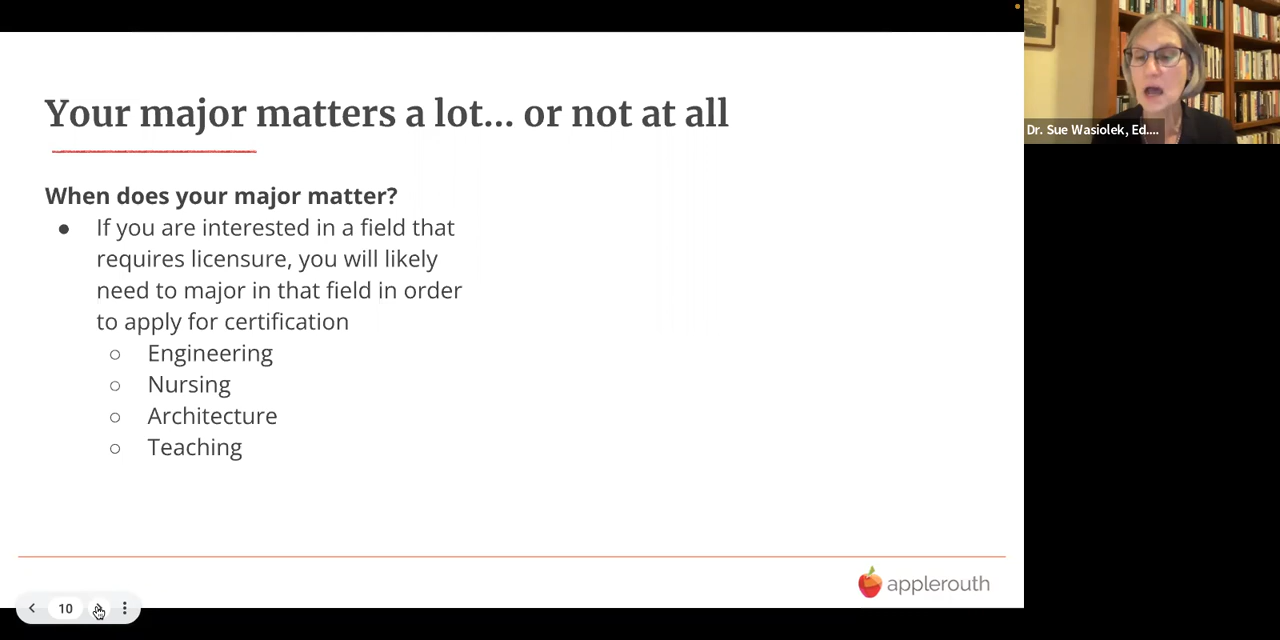 Your major matters a lot... or not at all
When does your major matter?
● If you are interested in a field that
requires licensure, you will likely
need to major in that field in order
to apply for certification
○ Engineering
○ Nursing
○ Architecture
○ Teaching
applerouth
10
Dr. Sue Wasiolek, Ed....